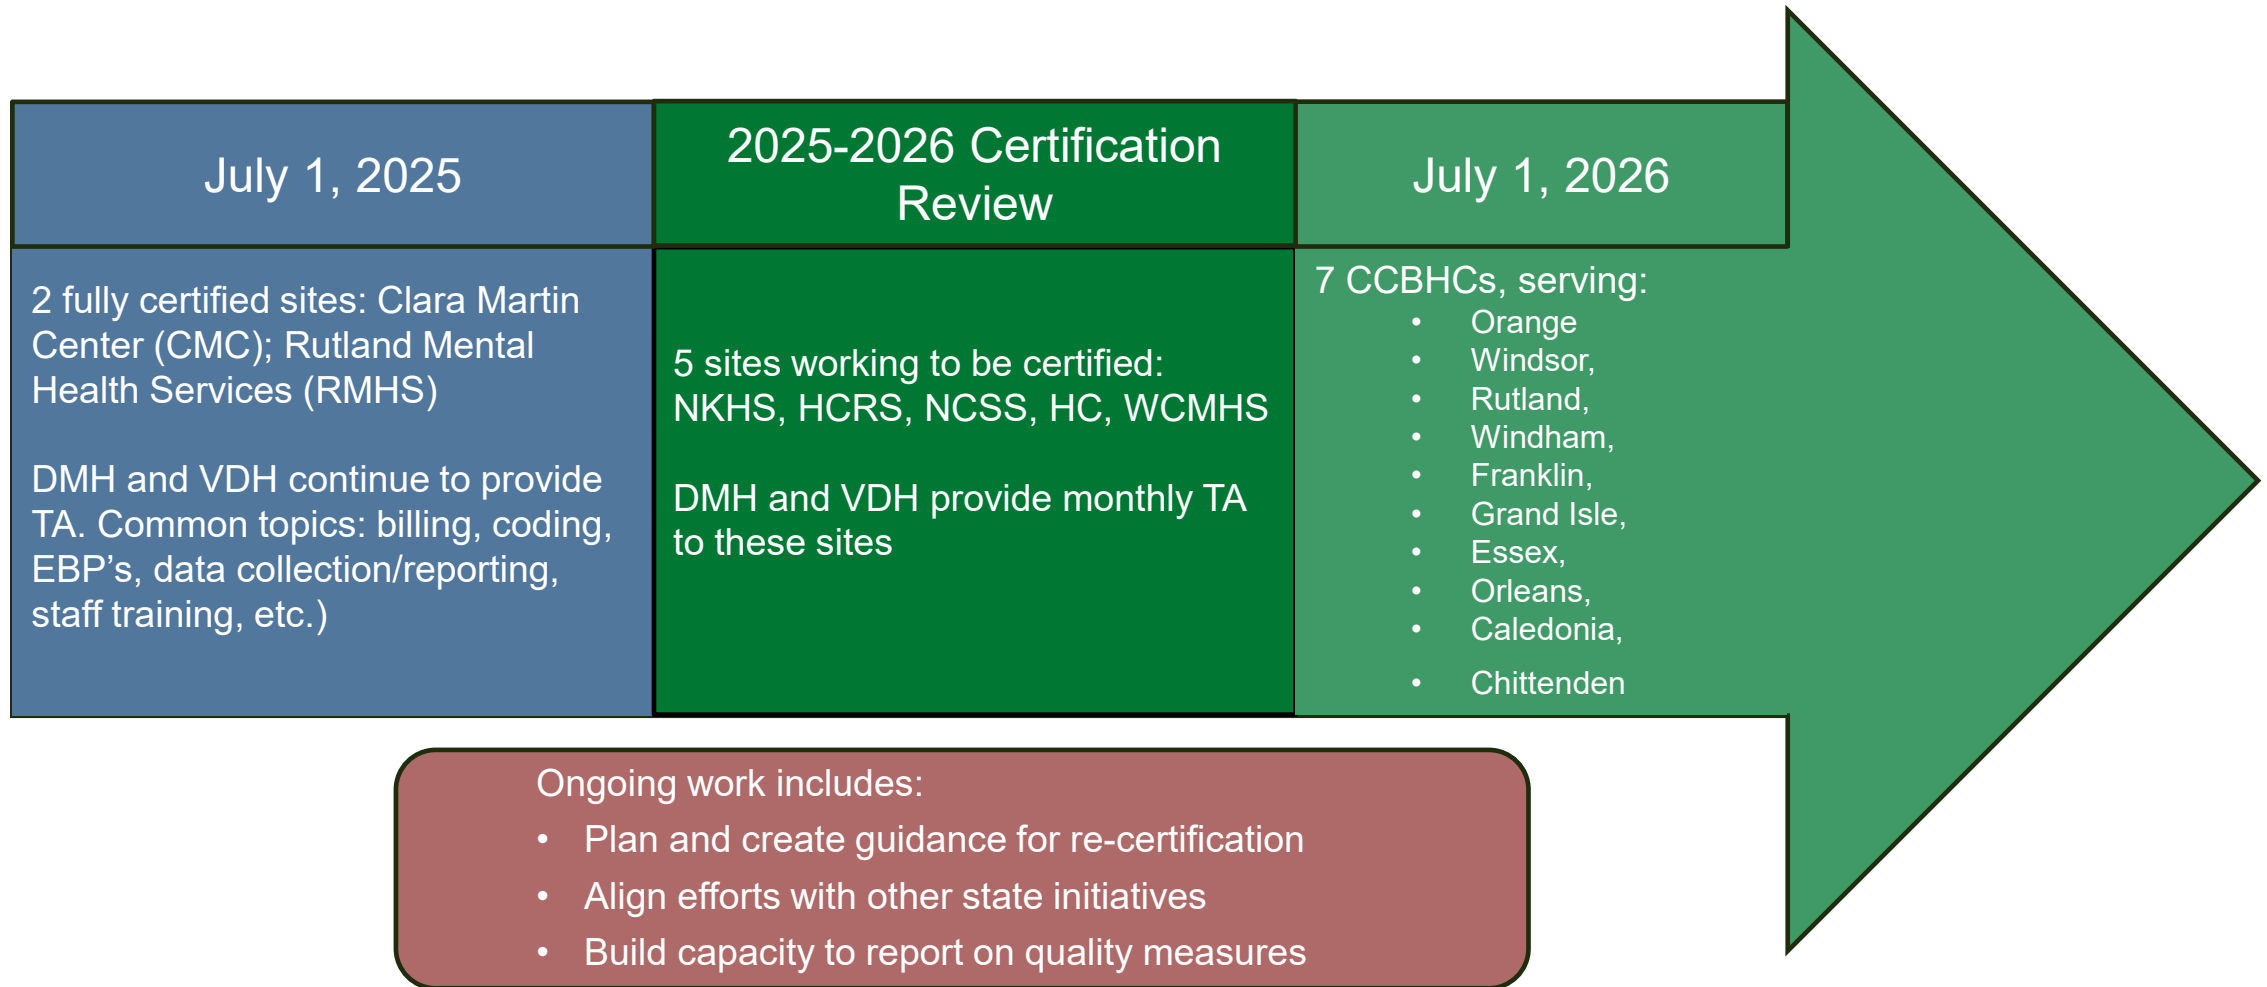 July 1, 2025
2 fully certified sites: Clara Martin
Center (CMC); Rutland Mental
Health Services (RMHS)
DMH and VDH continue to provide
TA. Common topics: billing, coding,
EBP’s, data collection/reporting,
staff training, etc.)
2025-2026 Certification
Review
5 sites working to be certified:
NKHS, HCRS, NCSS, HC, WCMHS
DMH and VDH provide monthly TA
to these sites
July 1, 2026
7 CCBHCs, serving:
• Orange
• Windsor,
• Rutland,
• Windham,
• Franklin,
• Grand Isle,
• Essex,
• Orleans,
• Caledonia,
• Chittenden
Ongoing work includes:
• Plan and create guidance for re-certification
• Align efforts with other state initiatives
• Build capacity to report on quality measures